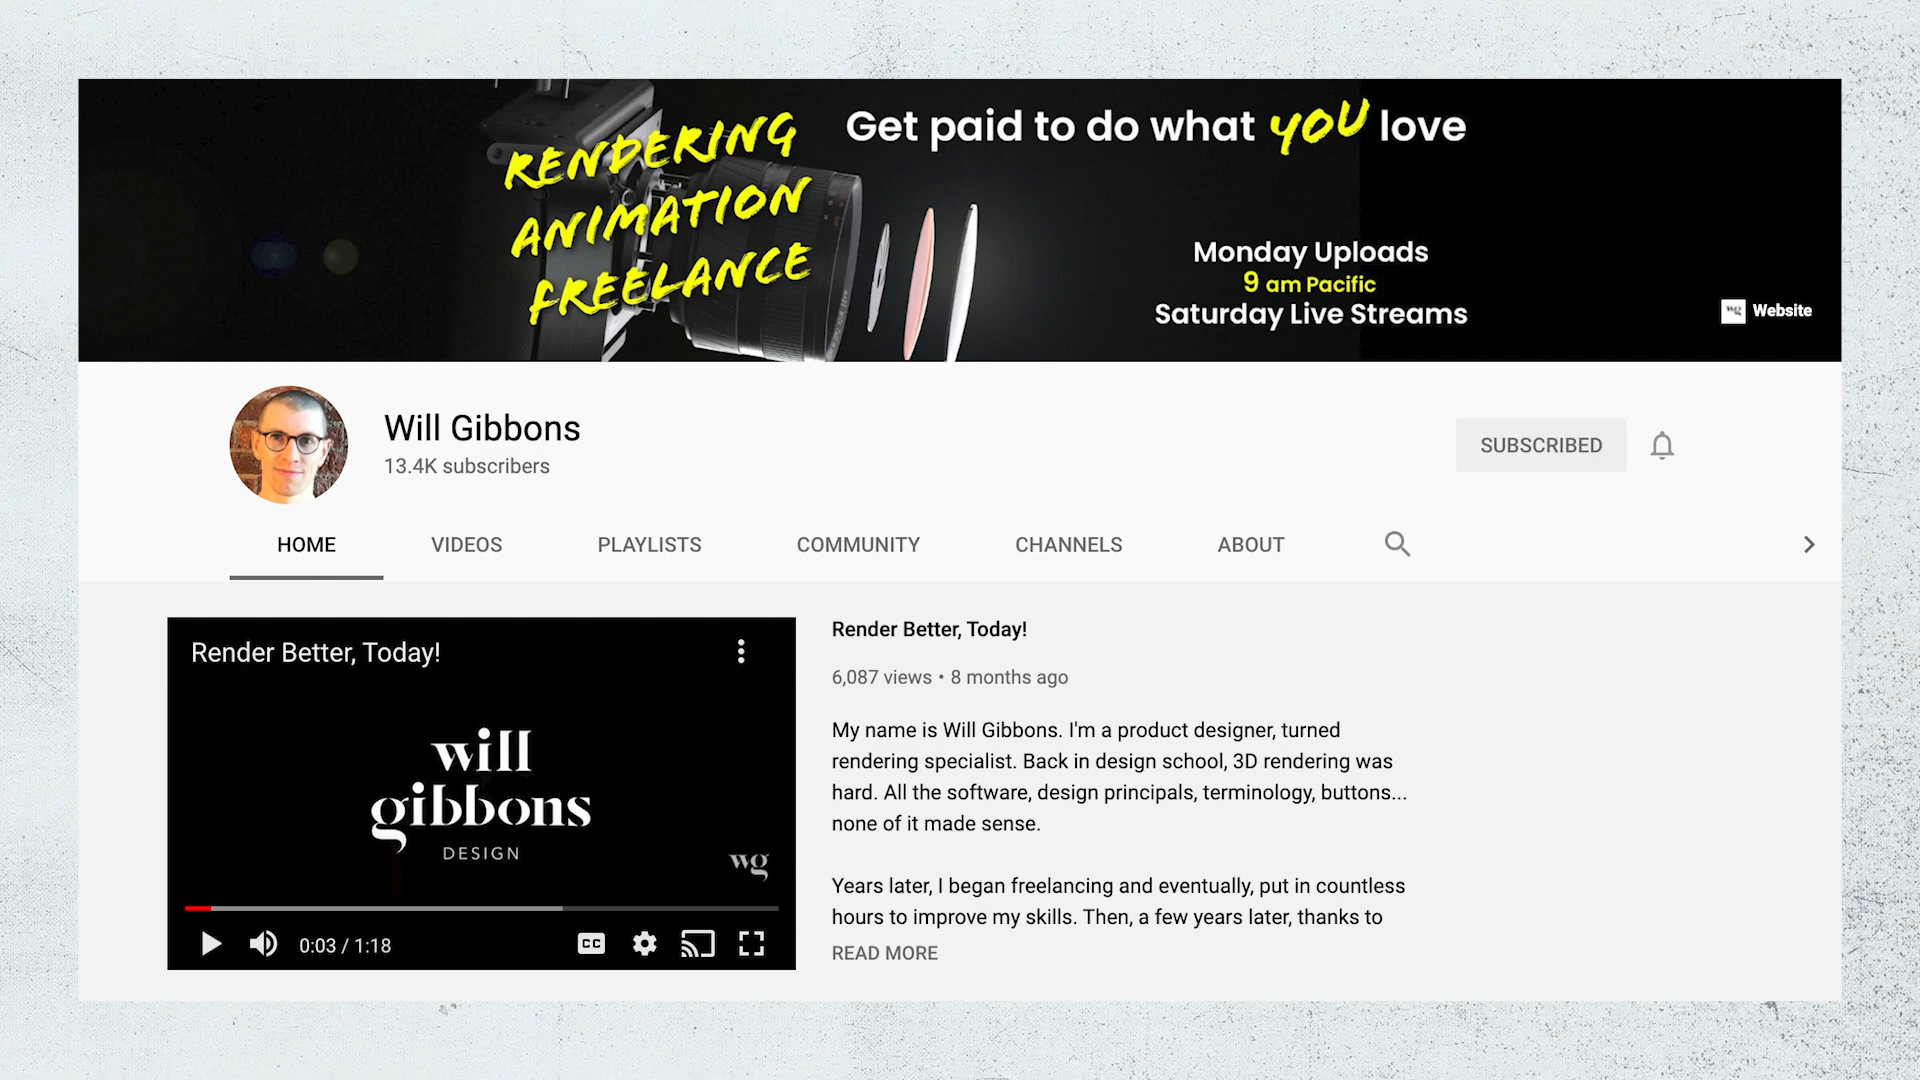 RENDERING
ANIMATION
FREELANCE
Get paid to do what YOU love
Monday Uploads
9 am Pacific
Saturday Live Streams
wg Website
Will Gibbons
13.4K subscribers
SUBSCRIBED
HOME VIDEOS PLAYLISTS COMMUNITY CHANNELS ABOUT
Render Better, Today!
will
gibbons
DESIGN
wg
0:03 / 1:18
CC
Render Better, Today!
6,087 views • 8 months ago
My name is Will Gibbons. I'm a product designer, turned
rendering specialist. Back in design school, 3D rendering was
hard. All the software, design principals, terminology, buttons...
none of it made sense.
Years later, I began freelancing and eventually, put in countless
hours to improve my skills. Then, a few years later, thanks to
READ MORE